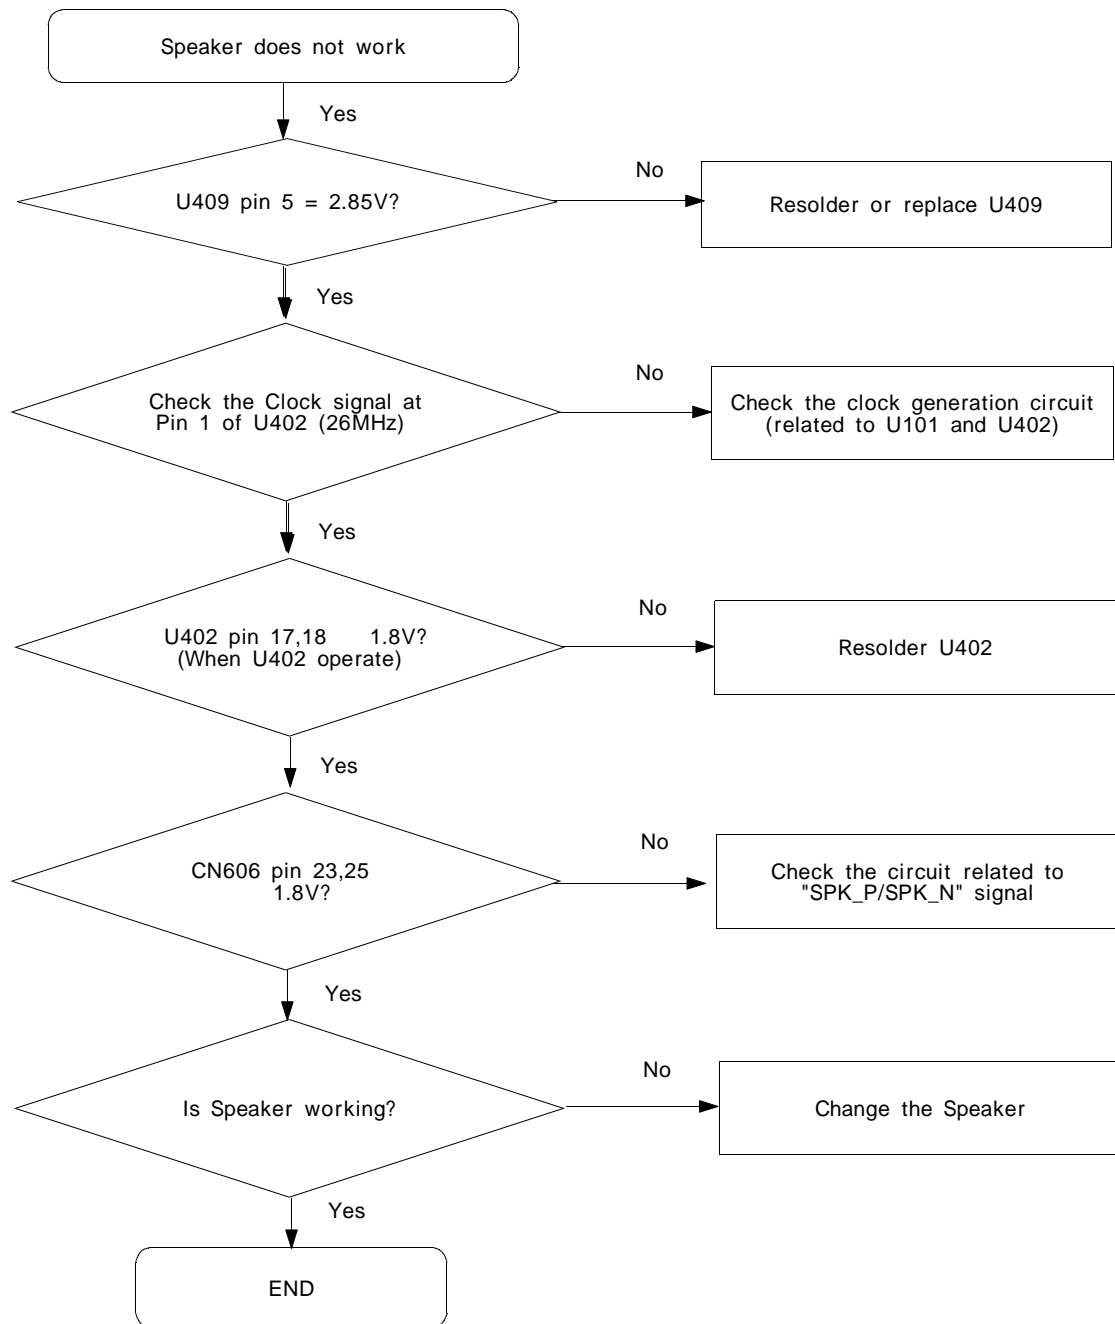 Speaker does not work
Yes
U409 pin 5 = 2.85V?
No
Resolder or replace U409
Yes
Check the Clock signal at
Pin 1 of U402 (26MHz)
No
Check the clock generation circuit
(related to U101 and U402)
Yes
U402 pin 17,18 1.8V?
(When U402 operate)
No
Resolder U402
Yes
CN606 pin 23,25
1.8V?
No
Check the circuit related to
"SPK_P/SPK_N" signal
Yes
Is Speaker working?
No
Change the Speaker
Yes
END